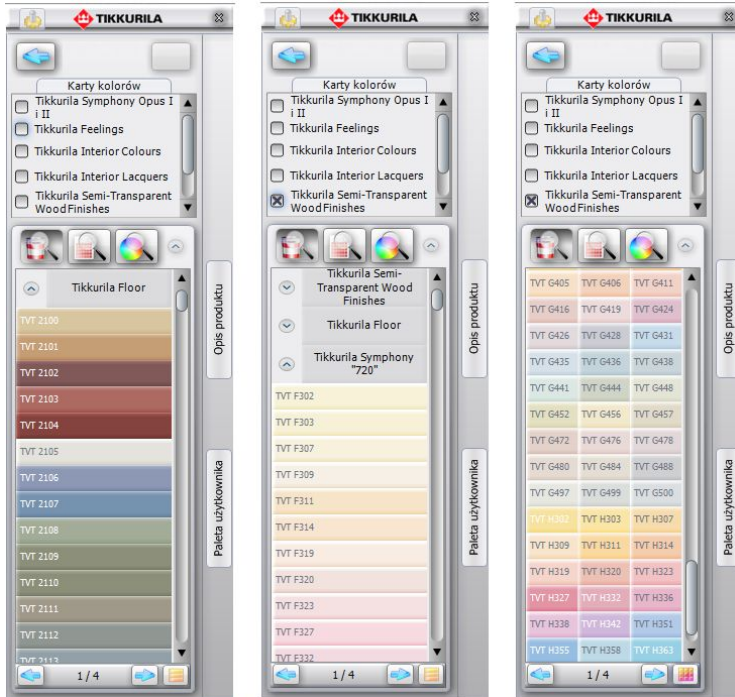 TIKKURILA
Karty kolorów
Tikkurila Symphony Opus I
i II
Tikkurila Feelings
Tikkurila Interior Colours
Tikkurila Interior Lacquers
Tikkurila Semi-Transparent
WoodFinishes
Tikkurila Floor
TVT 2100
TVT 2101
TVT 2102
TVT 2103
TVT 2104
TVT 2105
TVT 2106
TVT 2107
TVT 2108
TVT 2109
TVT 2110
TVT 2111
TVT 2112
TVT 2113
1/4
Opis produktu
Paleta użytkownika
TIKKURILA
Karty kolorów
Tikkurila Symphony Opus I
i II
Tikkurila Feelings
Tikkurila Interior Colours
Tikkurila Interior Lacquers
Tikkurila Semi-Transparent
WoodFinishes
Tikkurila Semi-
Transparent Wood
Finishes
Tikkurila Floor
Tikkurila Symphony
"720"
TVT F302
TVT F303
TVT F307
TVT F309
TVT F311
TVT F314
TVT F319
TVT F320
TVT F323
TVT F327
TVT F332
1/4
Opis produktu
Paleta użytkownika
TIKKURILA
Karty kolorów
Tikkurila Symphony Opus I
i II
Tikkurila Feelings
Tikkurila Interior Colours
Tikkurila Interior Lacquers
Tikkurila Semi-Transparent
WoodFinishes
TVT G405 TVT G406 TVT G411
TVT G416 TVT G419 TVT G424
TVT G426 TVT G428 TVT G431
TVT G435 TVT G436 TVT G438
TVT G441 TVT G444 TVT G448
TVT G452 TVT G456 TVT G457
TVT G472 TVT G476 TVT G478
TVT G480 TVT G484 TVT G488
TVT G497 TVT G499 TVT G500
TVT H302 TVT H303 TVT H307
TVT H309 TVT H311 TVT H314
TVT H319 TVT H320 TVT H323
TVT H327 TVT H332 TVT H336
TVT H338 TVT H342 TVT H351
TVT H355 TVT H358 TVT H363
1/4
Opis produktu
Paleta użytkownika